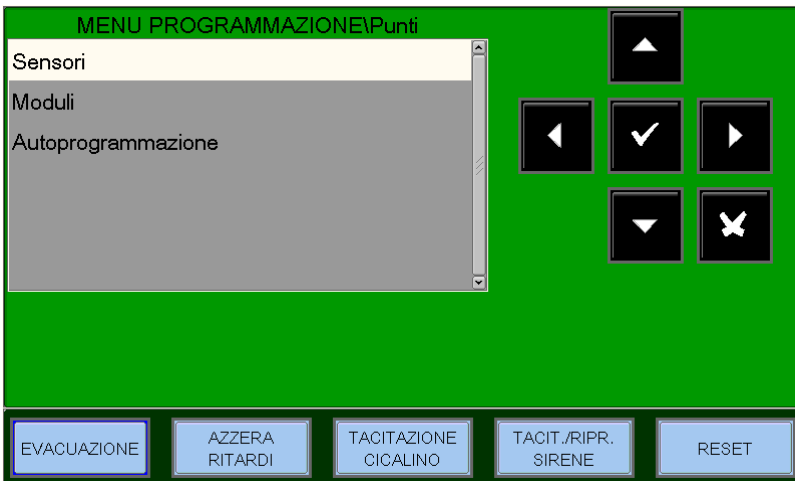 MENU PROGRAMMAZIONE\Punti
Sensori
Moduli
Autoprogrammazione
EVACUAZIONE
AZZERA
RITARDI
TACITAZIONE
CICALINO
TACIT./RIPR.
SIRENE
RESET